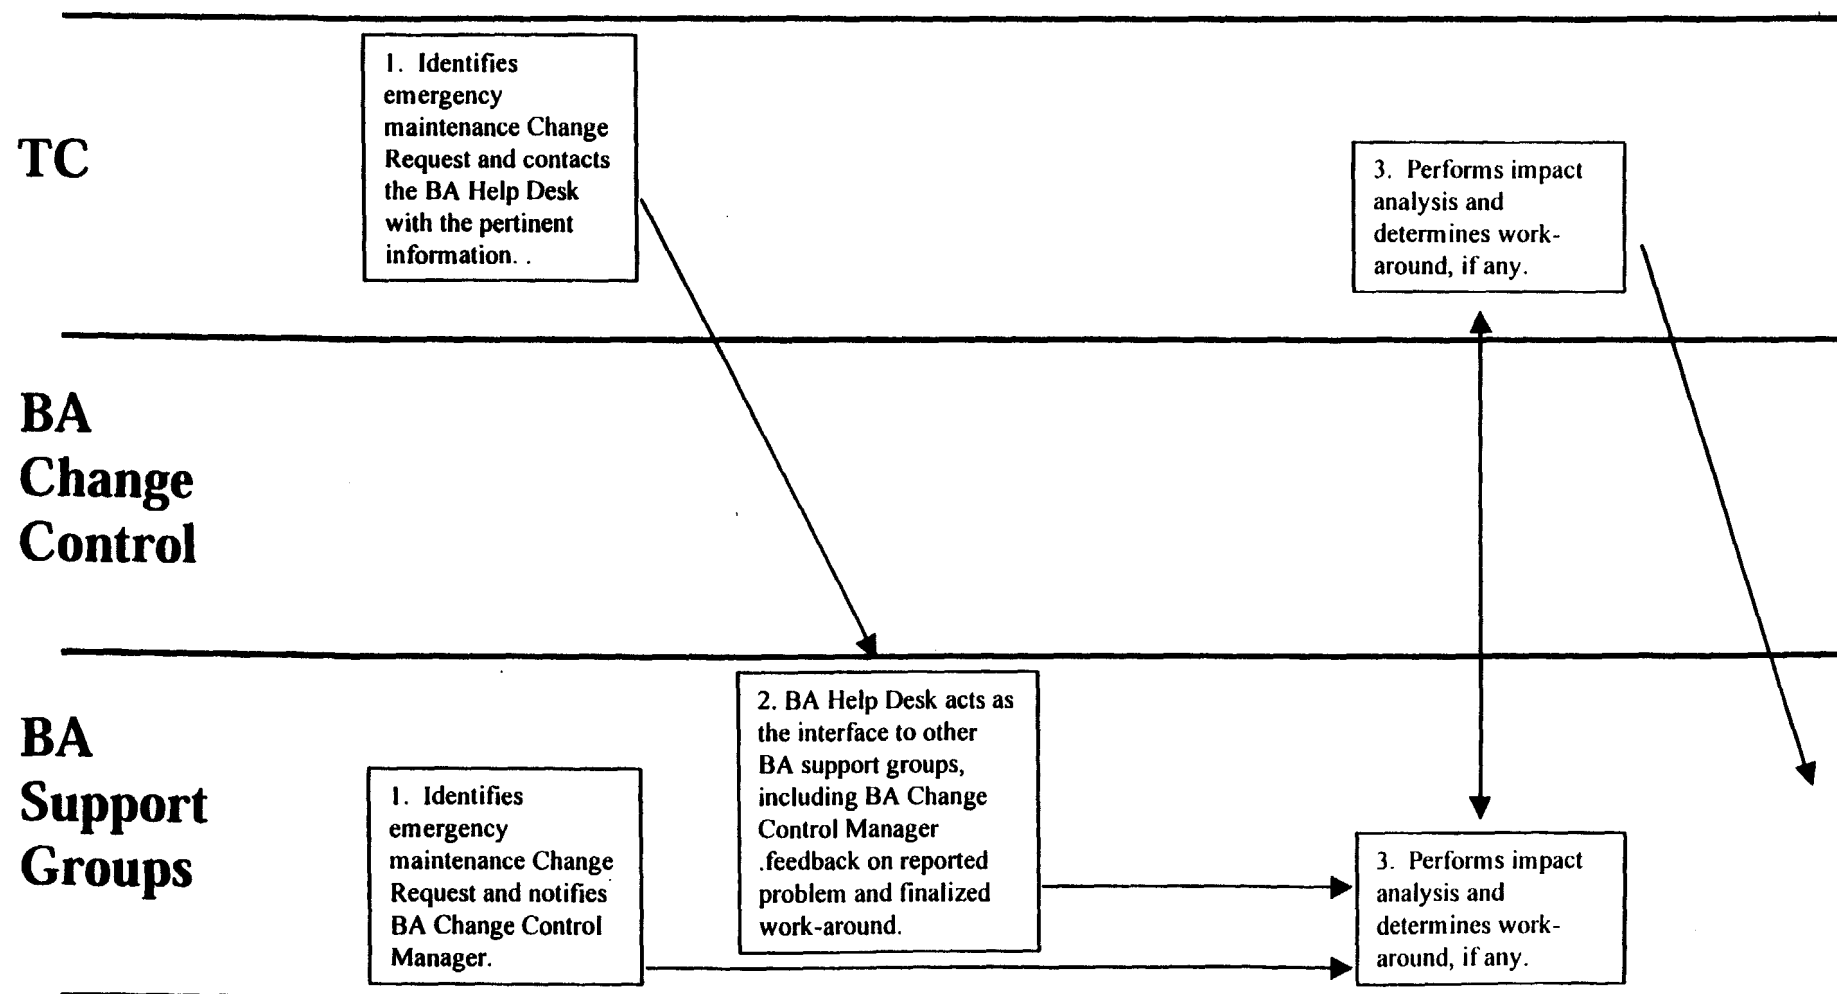 TC
1. Identifies
emergency
maintenance Change
Request and contacts
the BA Help Desk
with the pertinent
information. .
3. Performs impact
analysis and
determines work-
around, if any.
BA
Change
Control
BA
Support
Groups
1. Identifies
emergency
maintenance Change
Request and notifies
BA Change Control
Manager.
2. BA Help Desk acts as
the interface to other
BA support groups,
including BA Change
Control Manager
.feedback on reported
problem and finalized
work-around.
3. Performs impact
analysis and
determines work-
around, if any.